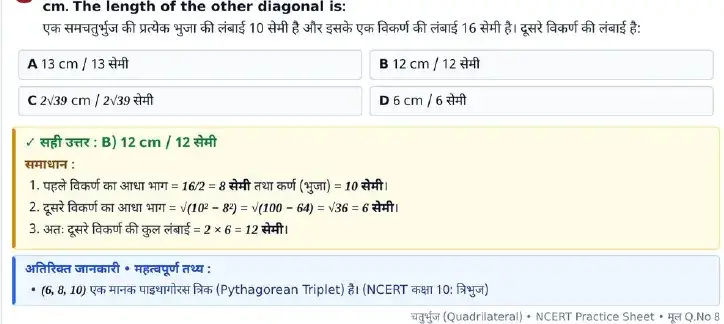 cm. The length of the other diagonal is:
एक समचतुर्भुज की प्रत्येक भुजा की लंबाई 10 सेमी है और इसके एक विकर्ण की लंबाई 16 सेमी है। दूसरे विकर्ण की लंबाई है:
A 13 cm / 13 सेमी
B 12 cm / 12 सेमी
C 2√39 cm / 2√39 सेमी
D 6 cm / 6 सेमी
✓ सही उत्तर : B) 12 cm / 12 सेमी
समाधान :
1. पहले विकर्ण का आधा भाग = 16/2 = 8 सेमी तथा कर्ण (भुजा) = 10 सेमी।
2. दूसरे विकर्ण का आधा भाग = √(10² − 8²) = √(100 − 64) = √36 = 6 सेमी।
3. अतः दूसरे विकर्ण की कुल लंबाई = 2 × 6 = 12 सेमी।
अतिरिक्त जानकारी • महत्वपूर्ण तथ्य :
• (6, 8, 10) एक मानक पाइथागोरस त्रिक (Pythagorean Triplet) है। (NCERT कक्षा 10: त्रिभुज)
चतुर्भुज (Quadrilateral) • NCERT Practice Sheet • मूल Q.No 8